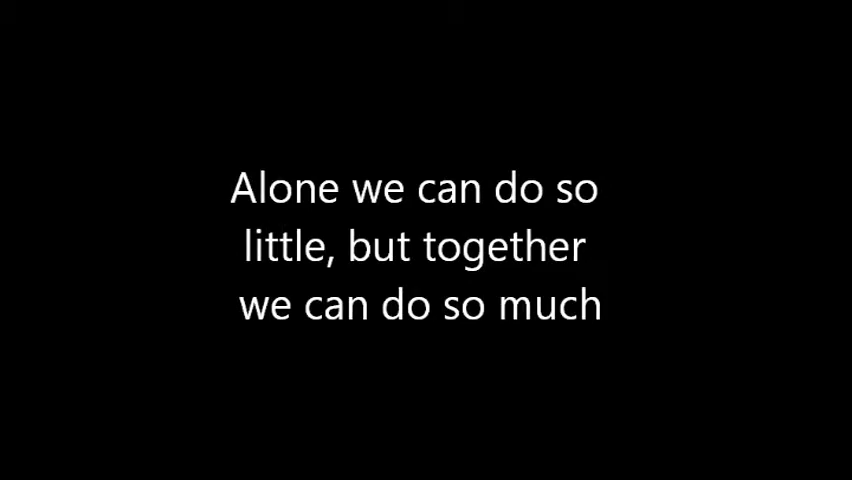 Alone we can do so
little, but together
we can do so much